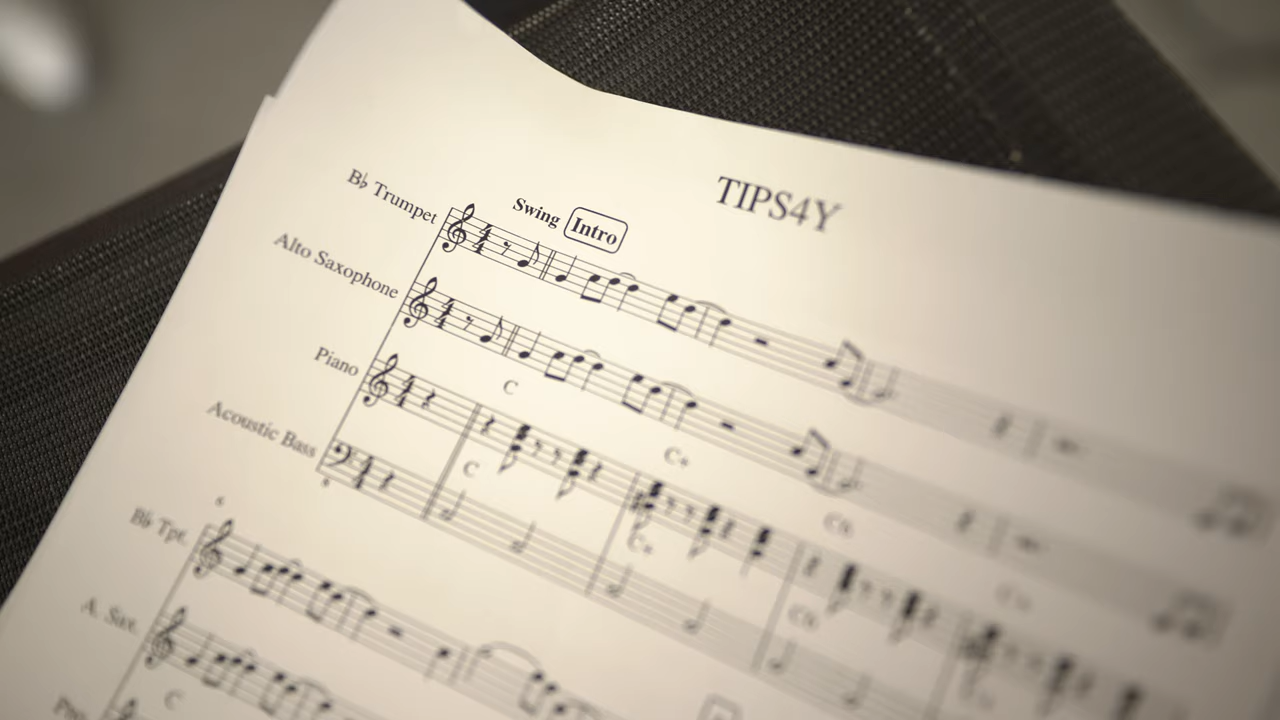 TIPS4Y
Swing Intro
B♭ Trumpet
Alto Saxophone
Piano
C
Acoustic Bass
C
B♭ Tpt.
A. Sax.
C